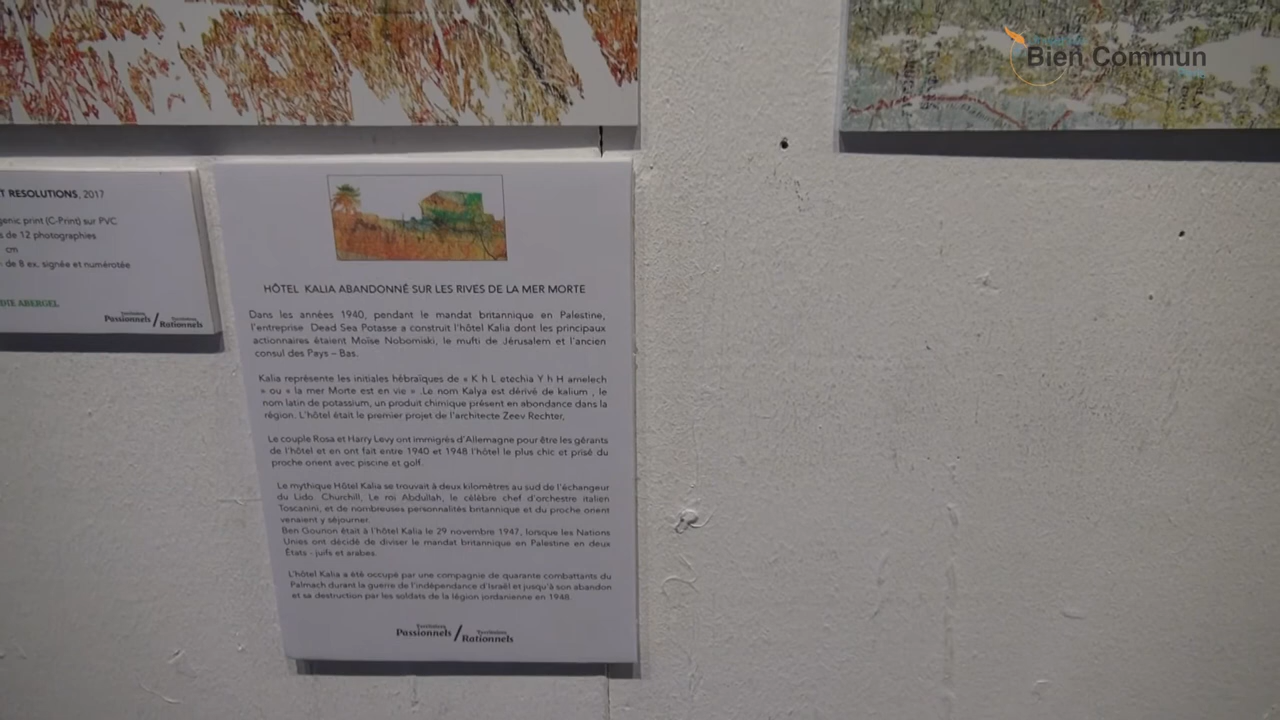 Bien Commun
T RESOLUTIONS, 2017
genic print (C-Print) sur PVC
s de 12 photographies
cm
de 8 ex. signée et numérotée
DIE ABERGEL
Passionnels / Rationnels
HÔTEL KALIA ABANDONNÉ SUR LES RIVES DE LA MER MORTE
Dans les années 1940, pendant le mandat britannique en Palestine,
l'entreprise Dead Sea Potasse a construit l'hôtel Kalia dont les principaux
actionnaires étaient Moïse Nobomiski, le mufti de Jérusalem et l'ancien
consul des Pays – Bas.
Kalia représente les initiales hébraïques de « K h L etechia Y h H amelech
» ou « la mer Morte est en vie » .Le nom Kalya est dérivé de kalium , le
nom latin de potassium, un produit chimique présent en abondance dans la
région. L'hôtel était le premier projet de l'architecte Zeev Rechter.
Le couple Rosa et Harry Levy ont immigrés d'Allemagne pour être les gérants
de l'hôtel et en ont fait entre 1940 et 1948 l'hôtel le plus chic et prisé du
proche orient avec piscine et golf.
Le mythique Hôtel Kalia se trouvait à deux kilomètres au sud de l'échangeur
du Lido. Churchill, Le roi Abdullah, le célèbre chef d'orchestre italien
Toscanini, et de nombreuses personnalités britannique et du proche orient
venaient y séjourner.
Ben Gourion était à l'hôtel Kalia le 29 novembre 1947, lorsque les Nations
Unies ont décidé de diviser le mandat britannique en Palestine en deux
États - juifs et arabes.
L'hôtel Kalia a été occupé par une compagnie de quarante combattants du
Palmach durant la guerre de l'indépendance d'Israël et jusqu'à son abandon
et sa destruction par les soldats de la légion jordanienne en 1948.
Passionnels / Rationnels